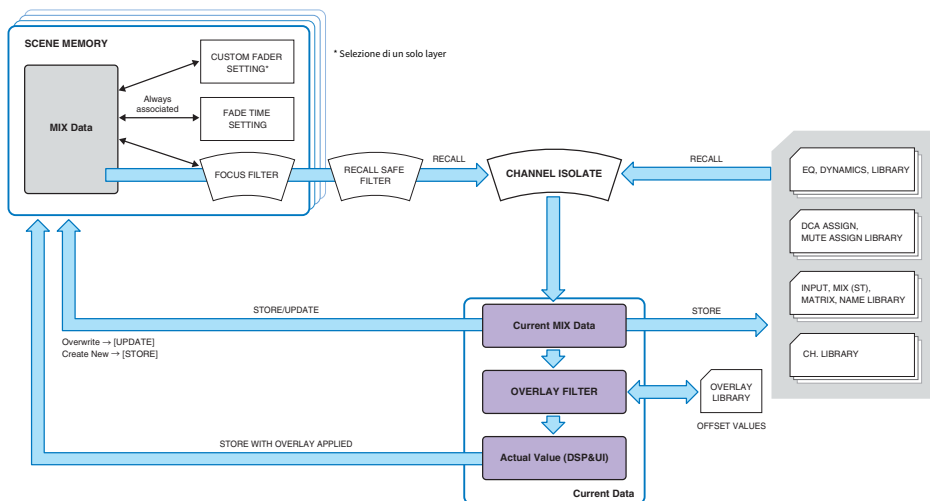 SCENE MEMORY
CUSTOM FADER
SETTING*
* Selezione di un solo layer
Always
associated
MIX Data
FADE TIME
SETTING
FOCUS FILTER
RECALL SAFE
FILTER
RECALL
CHANNEL ISOLATE
RECALL
EQ, DYNAMICS, LIBRARY
DCA ASSIGN,
MUTE ASSIGN LIBRARY
INPUT, MIX (ST),
MATRIX, NAME LIBRARY
CH. LIBRARY
STORE/UPDATE
Overwrite → [UPDATE]
Create New → [STORE]
Current MIX Data
STORE
OVERLAY FILTER
OVERLAY
LIBRARY
OFFSET VALUES
STORE WITH OVERLAY APPLIED
Actual Value (DSP&UI)
Current Data